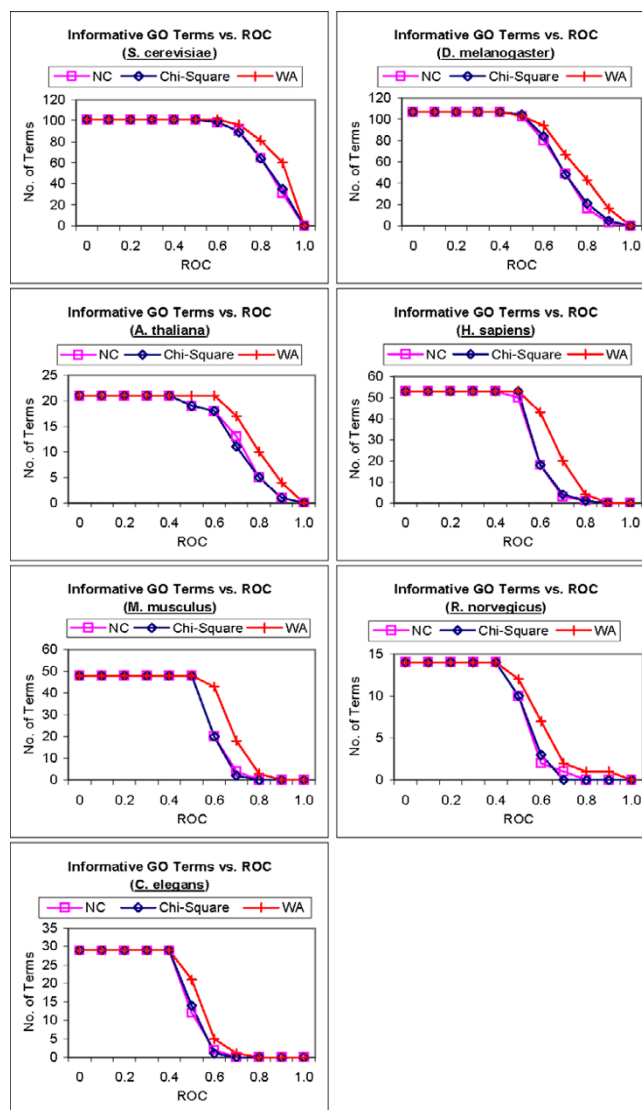 Informative GO Terms vs. ROC
(S. cerevisiae)
NC Chi-Square WA
No. of Terms
120
100
80
60
40
20
0
0 0.2 0.4 0.6 0.8 1.0
ROC
Informative GO Terms vs. ROC
(D. melanogaster)
NC Chi-Square WA
No. of Terms
120
100
80
60
40
20
0
0 0.2 0.4 0.6 0.8 1.0
ROC
Informative GO Terms vs. ROC
(A. thaliana)
NC Chi-Square WA
No. of Terms
25
20
15
10
5
0
0 0.2 0.4 0.6 0.8 1.0
ROC
Informative GO Terms vs. ROC
(H. sapiens)
NC Chi-Square WA
No. of Terms
60
50
40
30
20
10
0
0 0.2 0.4 0.6 0.8 1.0
ROC
Informative GO Terms vs. ROC
(M. musculus)
NC Chi-Square WA
No. of Terms
60
50
40
30
20
10
0
0 0.2 0.4 0.6 0.8 1.0
ROC
Informative GO Terms vs. ROC
(R. norvegicus)
NC Chi-Square WA
No. of Terms
15
10
5
0
0 0.2 0.4 0.6 0.8 1.0
ROC
Informative GO Terms vs. ROC
(C. elegans)
NC Chi-Square WA
No. of Terms
35
30
25
20
15
10
5
0
0 0.2 0.4 0.6 0.8 1.0
ROC